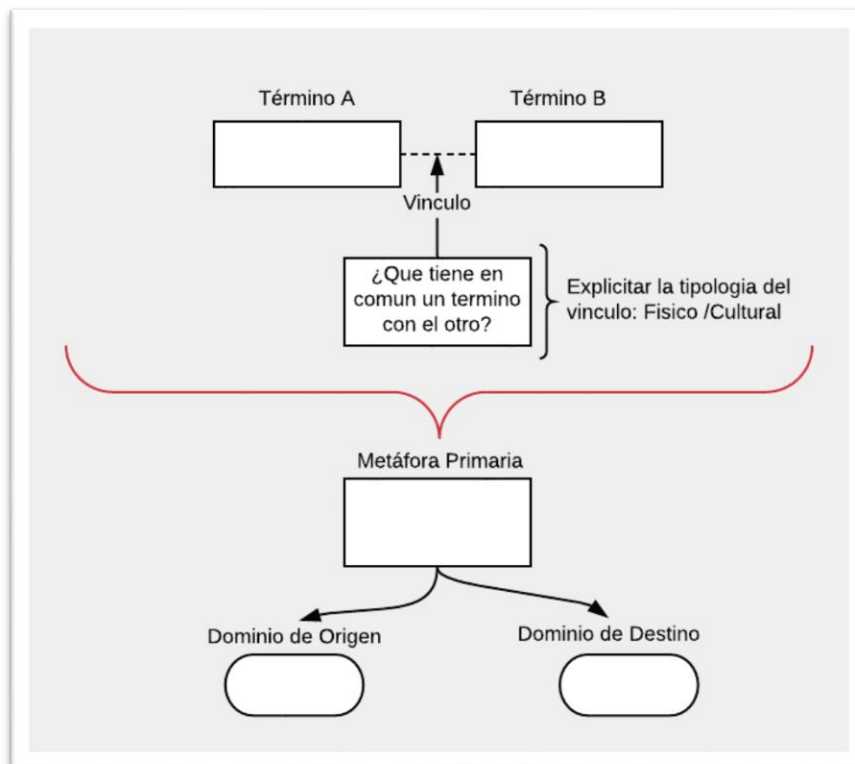 Término A
Término B
Vinculo
¿Que tiene en
comun un termino
con el otro?
Explicitar la tipologia del
vinculo: Fisico /Cultural
Metáfora Primaria
Dominio de Origen
Dominio de Destino